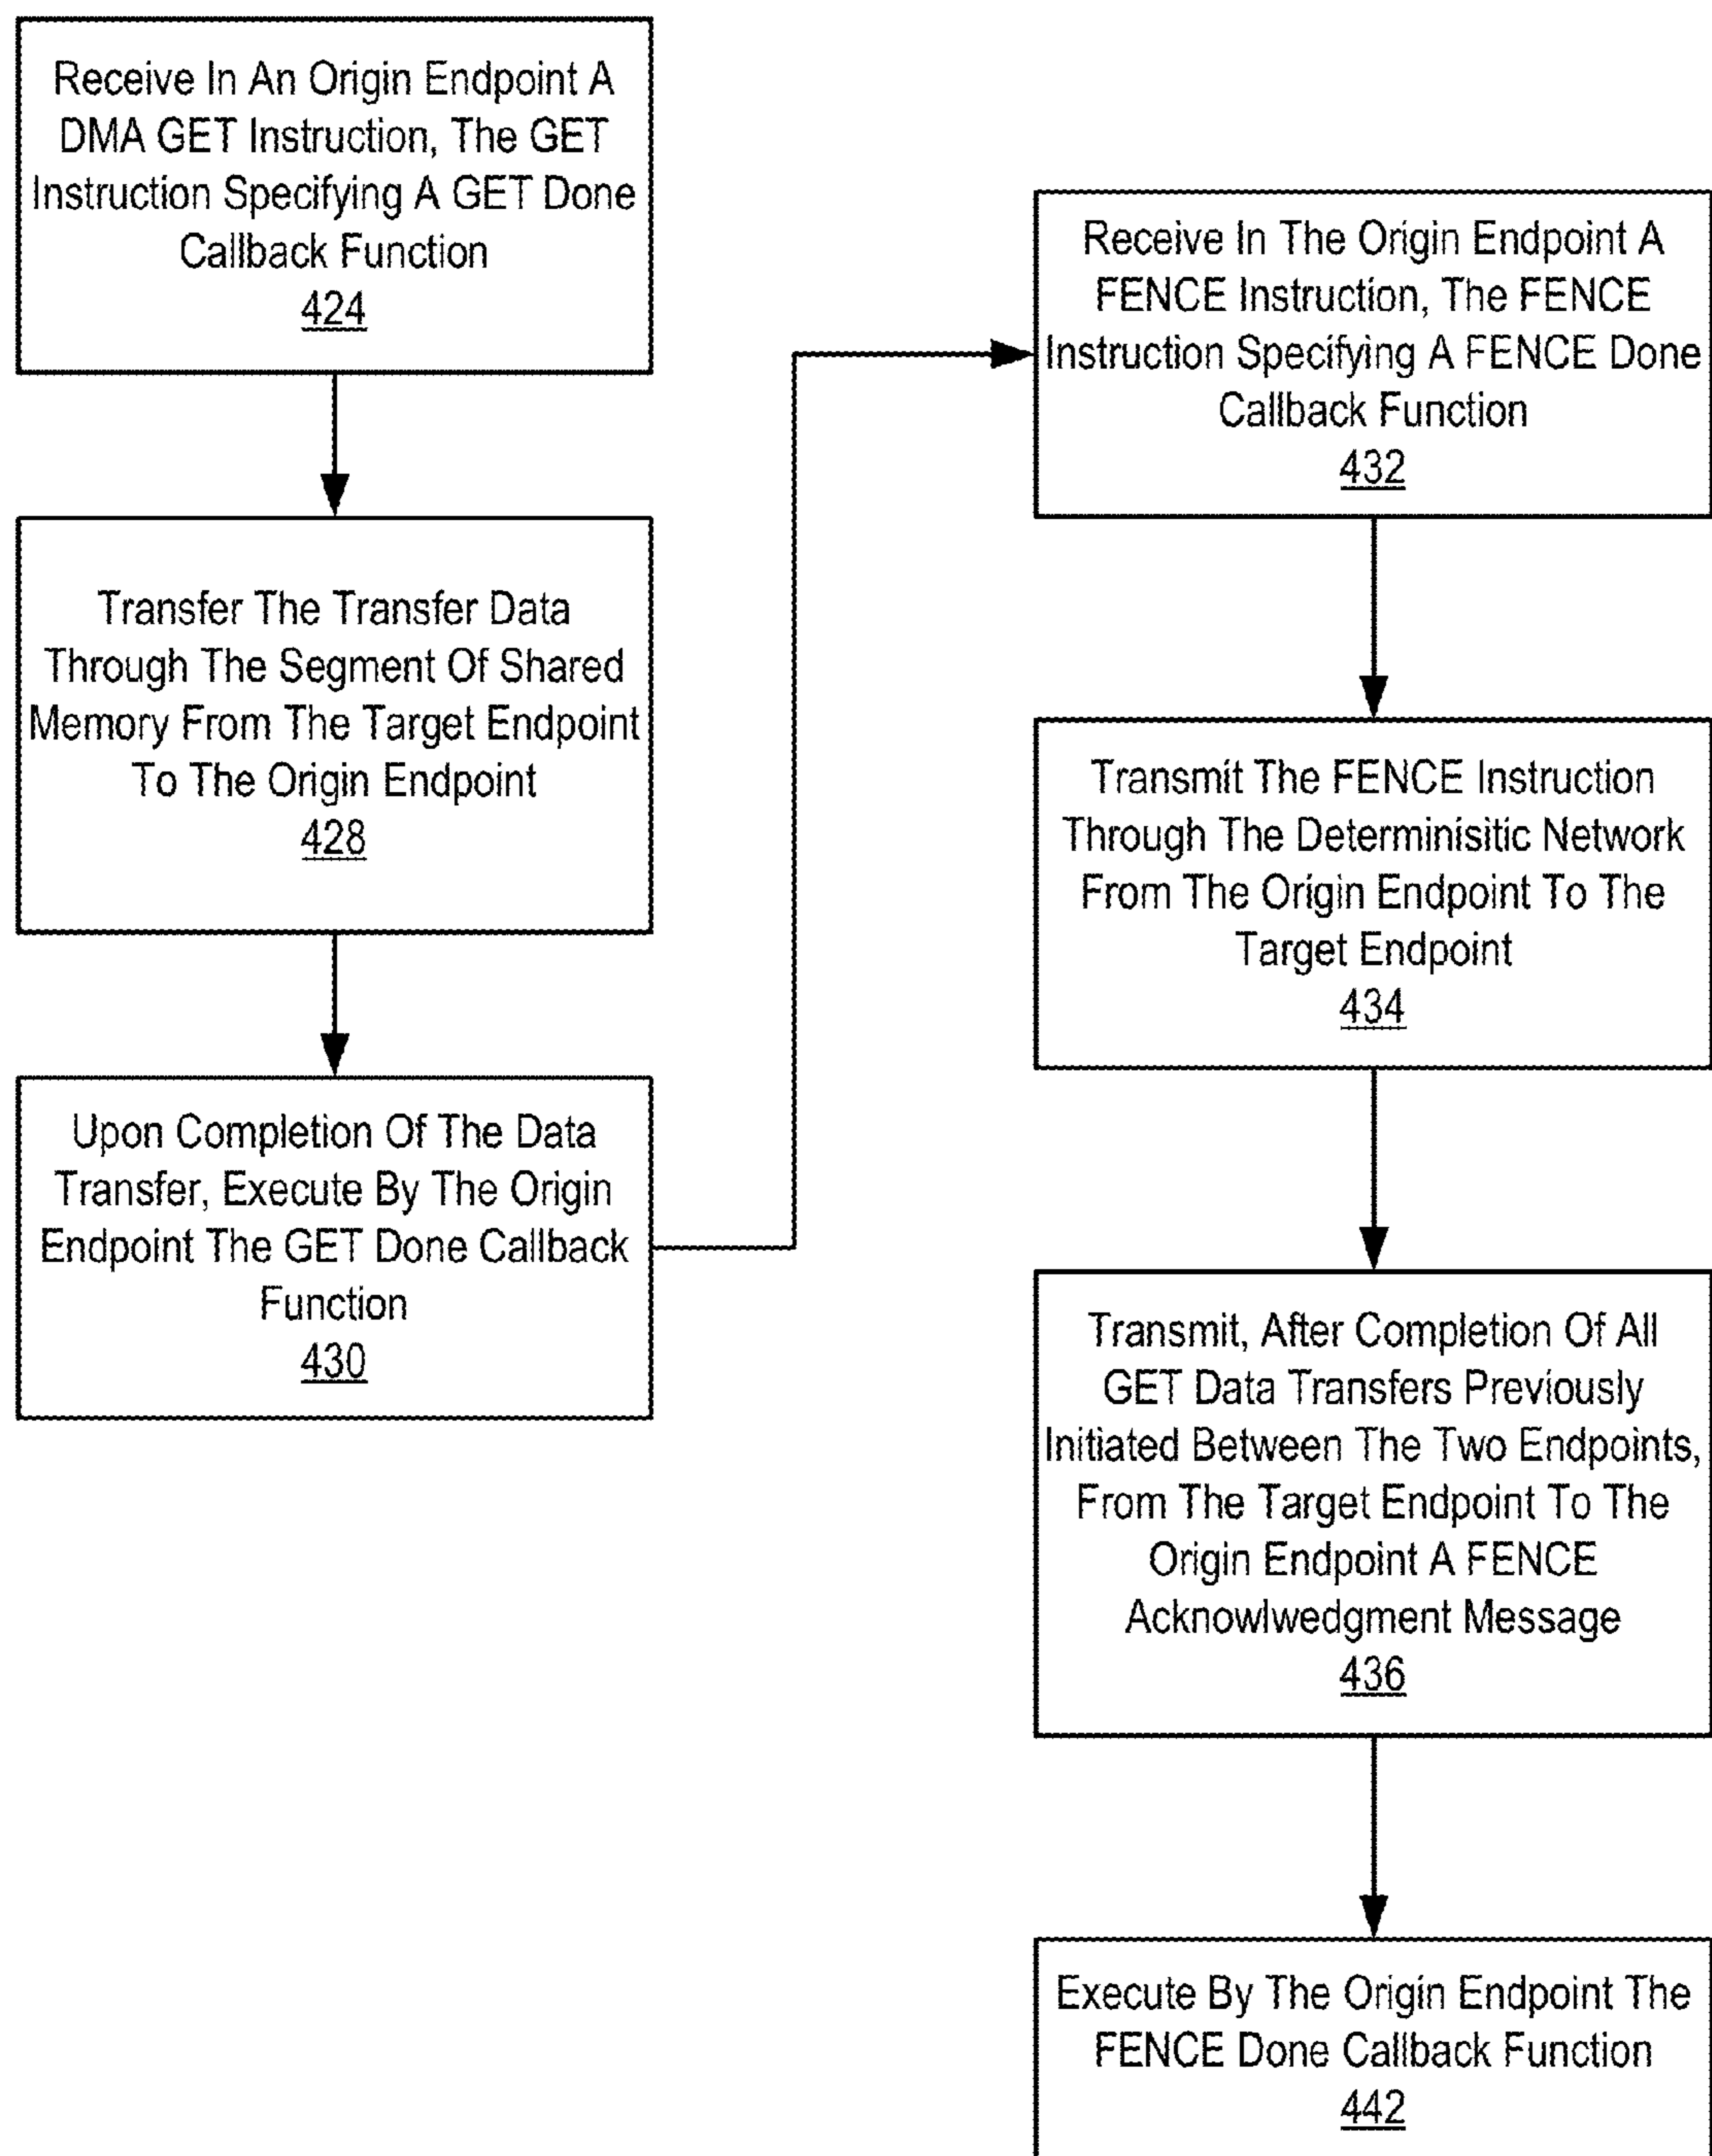 Receive In An Origin Endpoint A
DMA GET Instruction, The GET
Instruction Specifying A GET Done
Callback Function
424
Transfer The Transfer Data
Through The Segment Of Shared
Memory From The Target Endpoint
To The Origin Endpoint
428
Upon Completion Of The Data
Transfer, Execute By The Origin
Endpoint The GET Done Callback
Function
430
Receive In The Origin Endpoint A
FENCE Instruction, The FENCE
Instruction Specifying A FENCE Done
Callback Function
432
Transmit The FENCE Instruction
Through The Determinisitic Network
From The Origin Endpoint To The
Target Endpoint
434
Transmit, After Completion Of All
GET Data Transfers Previously
Initiated Between The Two Endpoints,
From The Target Endpoint To The
Origin Endpoint A FENCE
Acknowlwedgment Message
436
Execute By The Origin Endpoint The
FENCE Done Callback Function
442